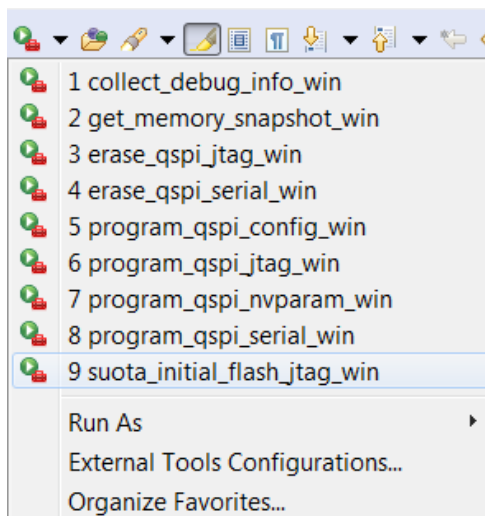 1 collect_debug_info_win
2 get_memory_snapshot_win
3 erase_qspi_jtag_win
4 erase_qspi_serial_win
5 program_qspi_config_win
6 program_qspi_jtag_win
7 program_qspi_nvparam_win
8 program_qspi_serial_win
9 suota_initial_flash_jtag_win
Run As
External Tools Configurations...
Organize Favorites...